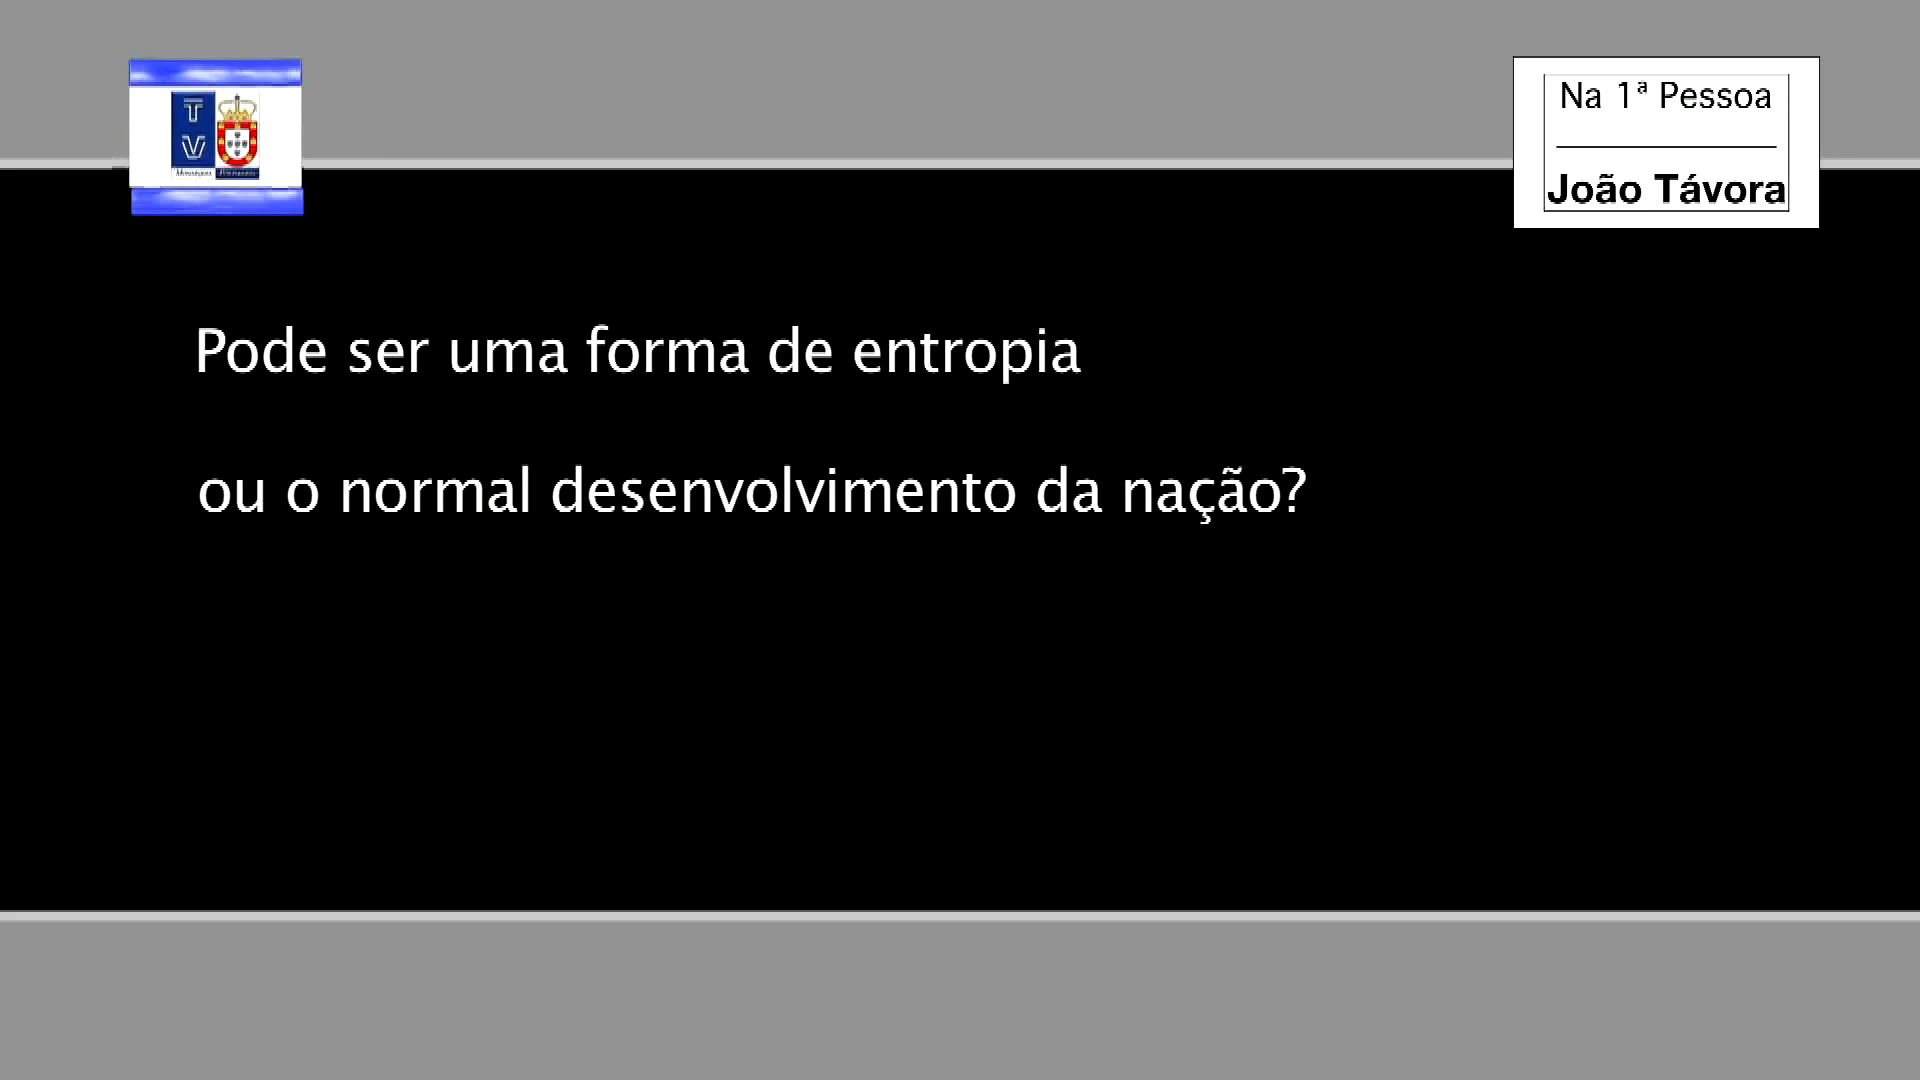 T
V
Na 1ª Pessoa
João Távora
Pode ser uma forma de entropia
ou o normal desenvolvimento da nação?